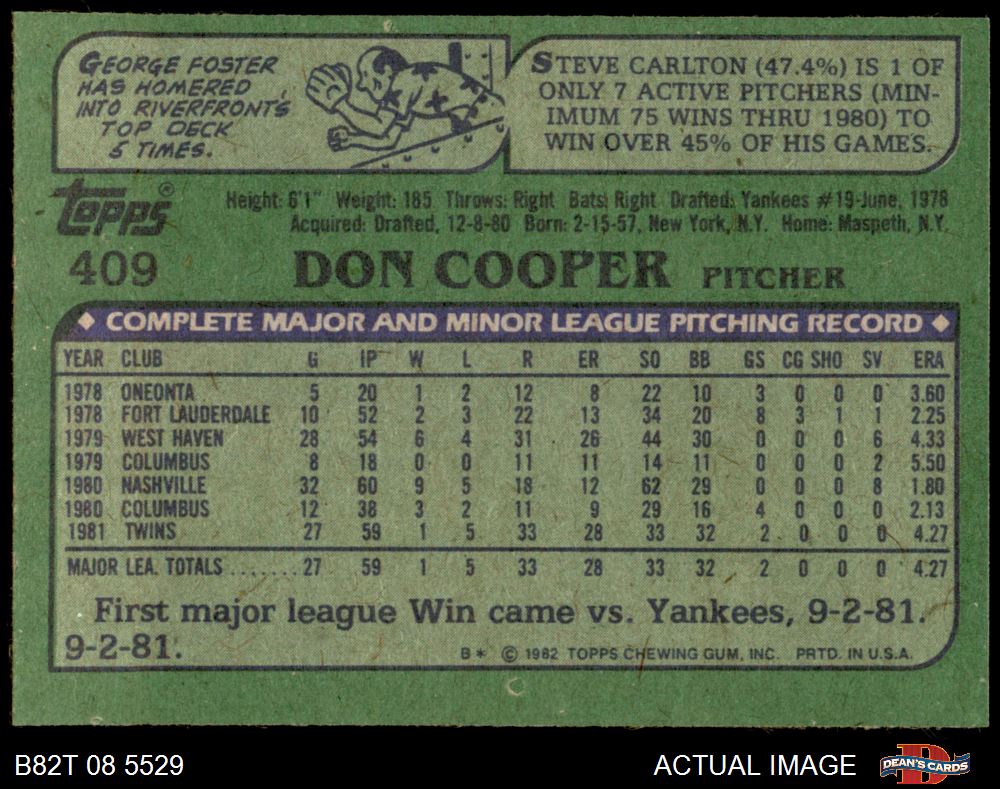 GEORGE FOSTER
HAS HOMERED
INTO RIVERFRONT'S
TOP DECK
5 TIMES.
STEVE CARLTON (47.4%) IS 1 OF
ONLY 7 ACTIVE PITCHERS (MIN-
IMUM 75 WINS THRU 1980) TO
WIN OVER 45% OF HIS GAMES.
Topps®
Height: 6'1" Weight: 185 Throws: Right Bats: Right Drafted: Yankees #19-June, 1978
Acquired: Drafted, 12-8-80 Born: 2-15-57, New York, N.Y. Home: Maspeth, N.Y.
409 DON COOPER PITCHER
◆ COMPLETE MAJOR AND MINOR LEAGUE PITCHING RECORD ◆
YEAR CLUB G IP W L R ER SO BB GS CG SHO SV ERA
1978 ONEONTA 5 20 1 2 12 8 22 10 3 0 0 0 3.60
1978 FORT LAUDERDALE 10 52 2 3 22 13 34 20 8 3 1 1 2.25
1979 WEST HAVEN 28 54 6 4 31 26 44 30 0 0 0 6 4.33
1979 COLUMBUS 8 18 0 0 11 11 14 11 0 0 0 2 5.50
1980 NASHVILLE 32 60 9 5 18 12 62 29 0 0 0 8 1.80
1980 COLUMBUS 12 38 3 2 11 9 29 16 4 0 0 0 2.13
1981 TWINS 27 59 1 5 33 28 33 32 2 0 0 0 4.27
MAJOR LEA. TOTALS.......27 59 1 5 33 28 33 32 2 0 0 0 4.27
First major league Win came vs. Yankees, 9-2-81.
9-2-81.
B* © 1982 TOPPS CHEWING GUM, INC. PRTD. IN U.S.A.
B82T 08 5529
ACTUAL IMAGE
D
DEAN'S CARDS